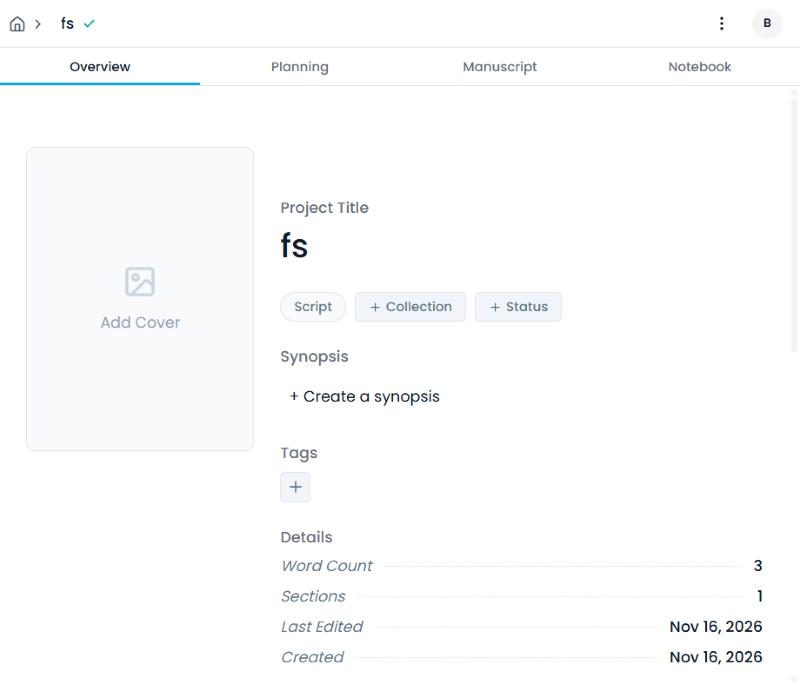 fs
B
Overview Planning Manuscript Notebook
Add Cover
Project Title
fs
Script + Collection + Status
Synopsis
+ Create a synopsis
Tags
+
Details
Word Count 3
Sections 1
Last Edited Nov 16, 2026
Created Nov 16, 2026